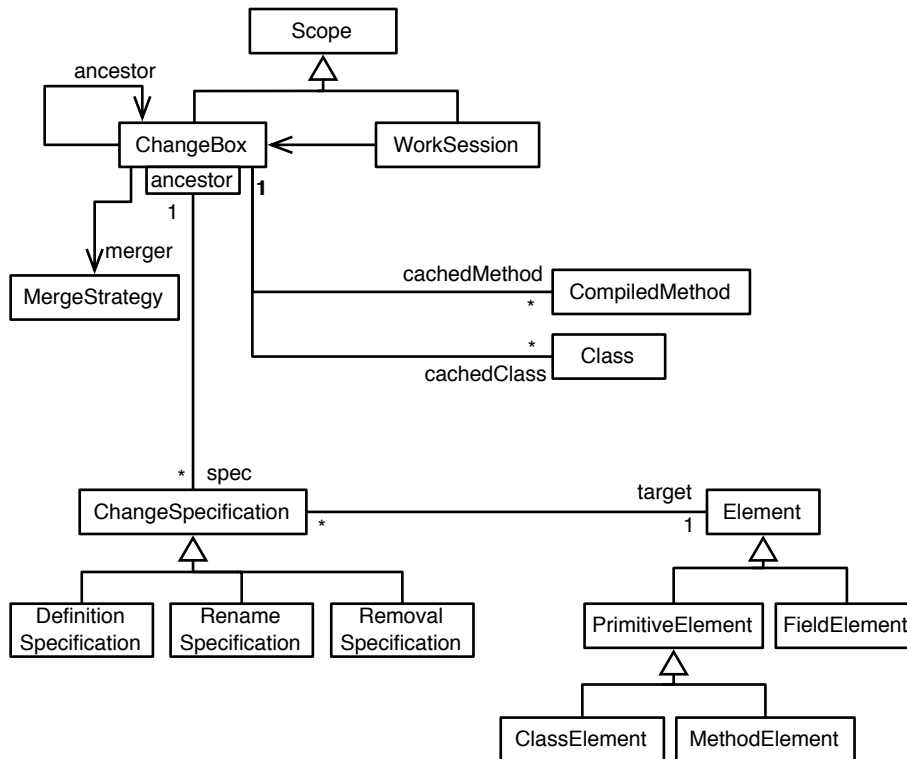 Scope
ancestor
ChangeBox
WorkSession
ancestor
1
1
merger
MergeStrategy
cachedMethod
*
CompiledMethod
*
Class
cachedClass
*
spec
ChangeSpecification
*
target
1
Element
Definition
Specification
Rename
Specification
Removal
Specification
PrimitiveElement
FieldElement
ClassElement
MethodElement